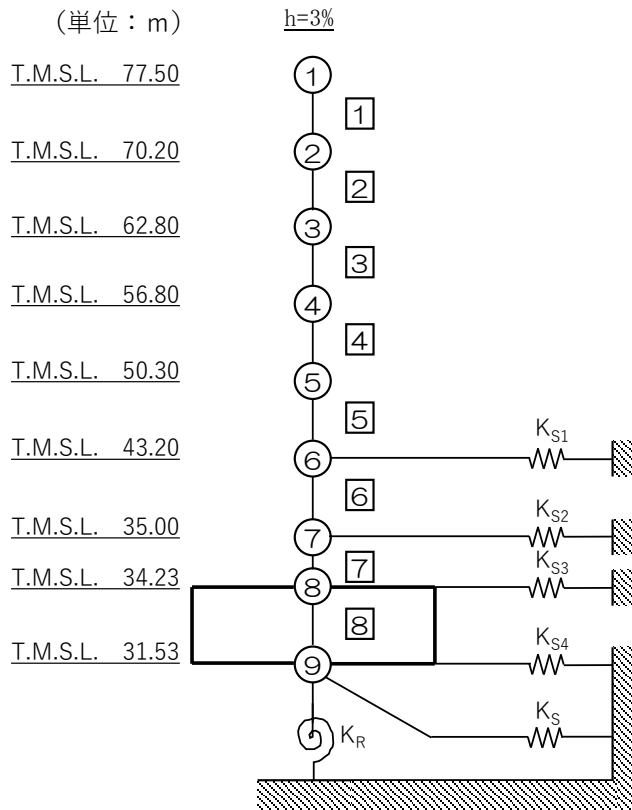 (単位:m) h=3%
T.M.S.L. 77.50 ①
1
T.M.S.L. 70.20 ②
2
T.M.S.L. 62.80 ③
3
T.M.S.L. 56.80 ④
4
T.M.S.L. 50.30 ⑤
5
T.M.S.L. 43.20 ⑥ KS1
6
T.M.S.L. 35.00 ⑦ KS2
7 KS3
T.M.S.L. 34.23 ⑧
8
T.M.S.L. 31.53 ⑨ KS4
KR KS